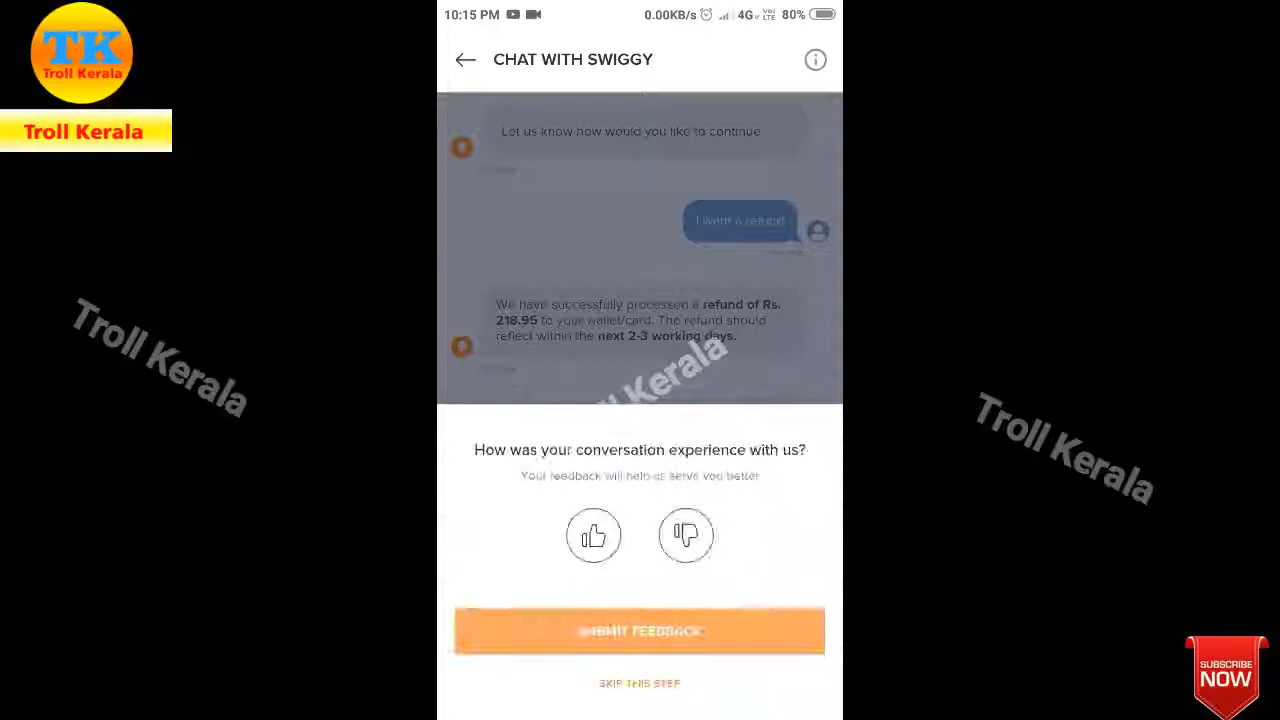 TK
Troll Kerala
Troll Kerala
10:15 PM
0.00KB/s
4G
VoLTE
80%
CHAT WITH SWIGGY
Let us know how would you like to continue
I want a refund
We have successfully processed a refund of Rs.
218.95 to your wallet/card. The refund should
reflect within the next 2-3 working days.
Troll Kerala
Kerala
Troll Kerala
How was your conversation experience with us?
Your feedback will help us serve you better
SUBMIT FEEDBACK
SKIP THIS STEP
SUBSCRIBE
NOW